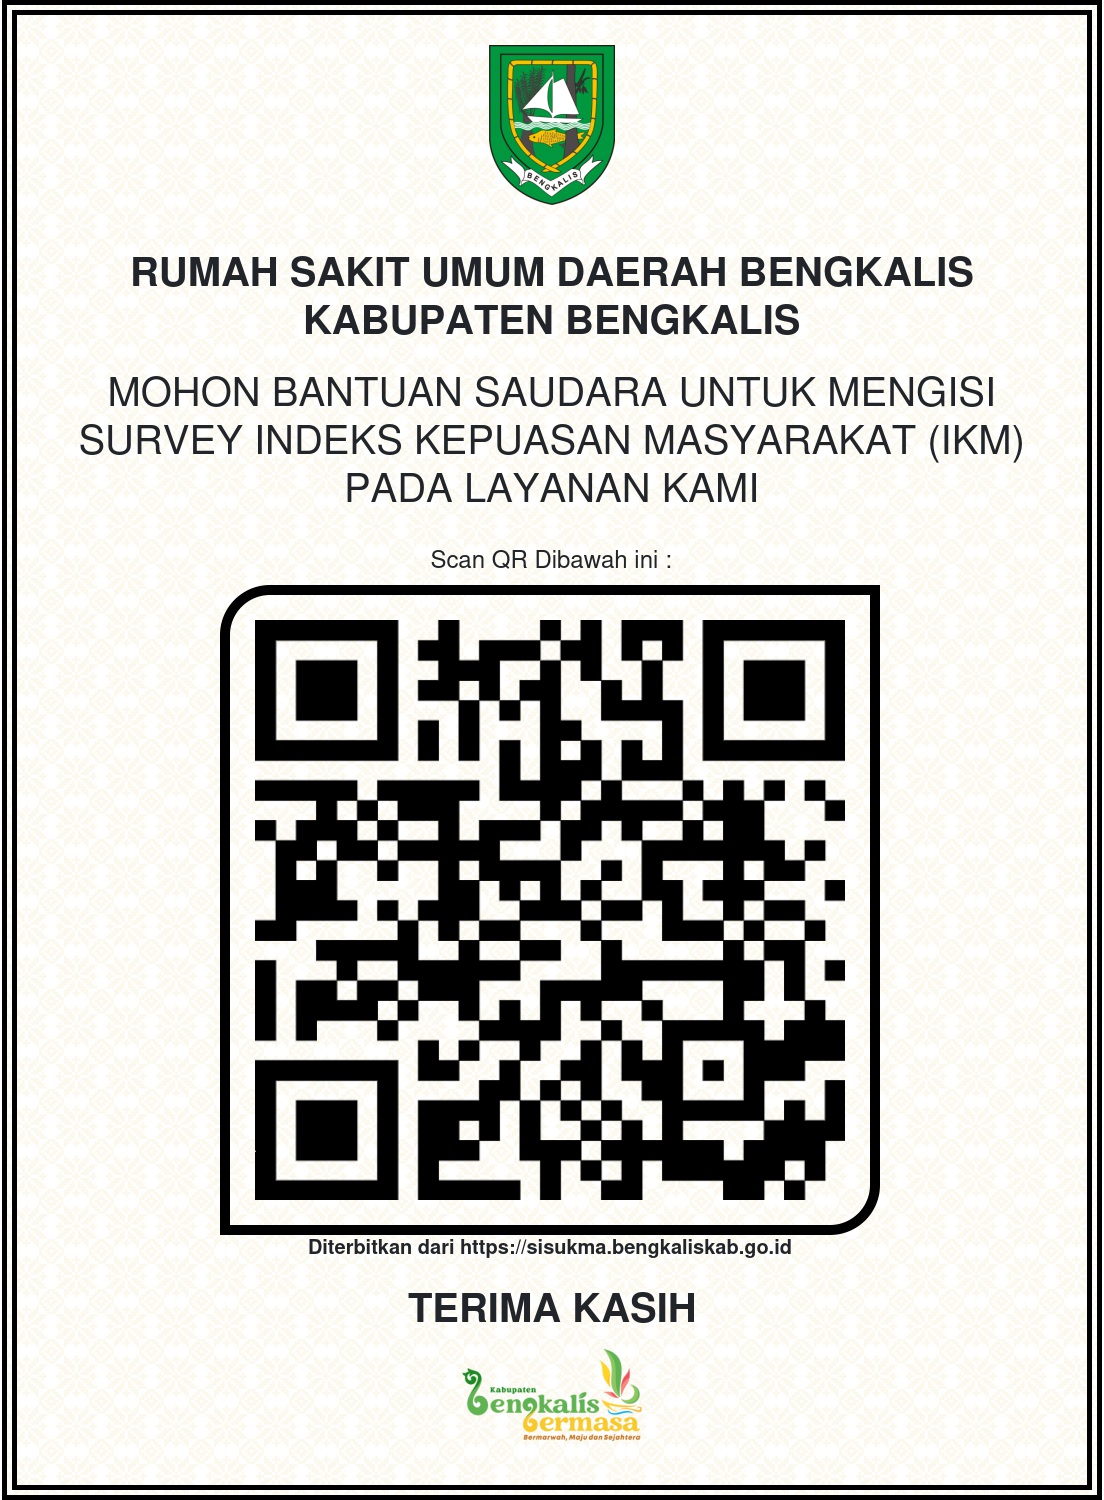 BENGKALIS
RUMAH SAKIT UMUM DAERAH BENGKALIS
KABUPATEN BENGKALIS
MOHON BANTUAN SAUDARA UNTUK MENGISI
SURVEY INDEKS KEPUASAN MASYARAKAT (IKM)
PADA LAYANAN KAMI
Scan QR Dibawah ini :
Diterbitkan dari https://sisukma.bengkaliskab.go.id
TERIMA KASIH
Kabupaten
Bengkalis
Bermasa
Bermarwah, Maju dan Sejahtera